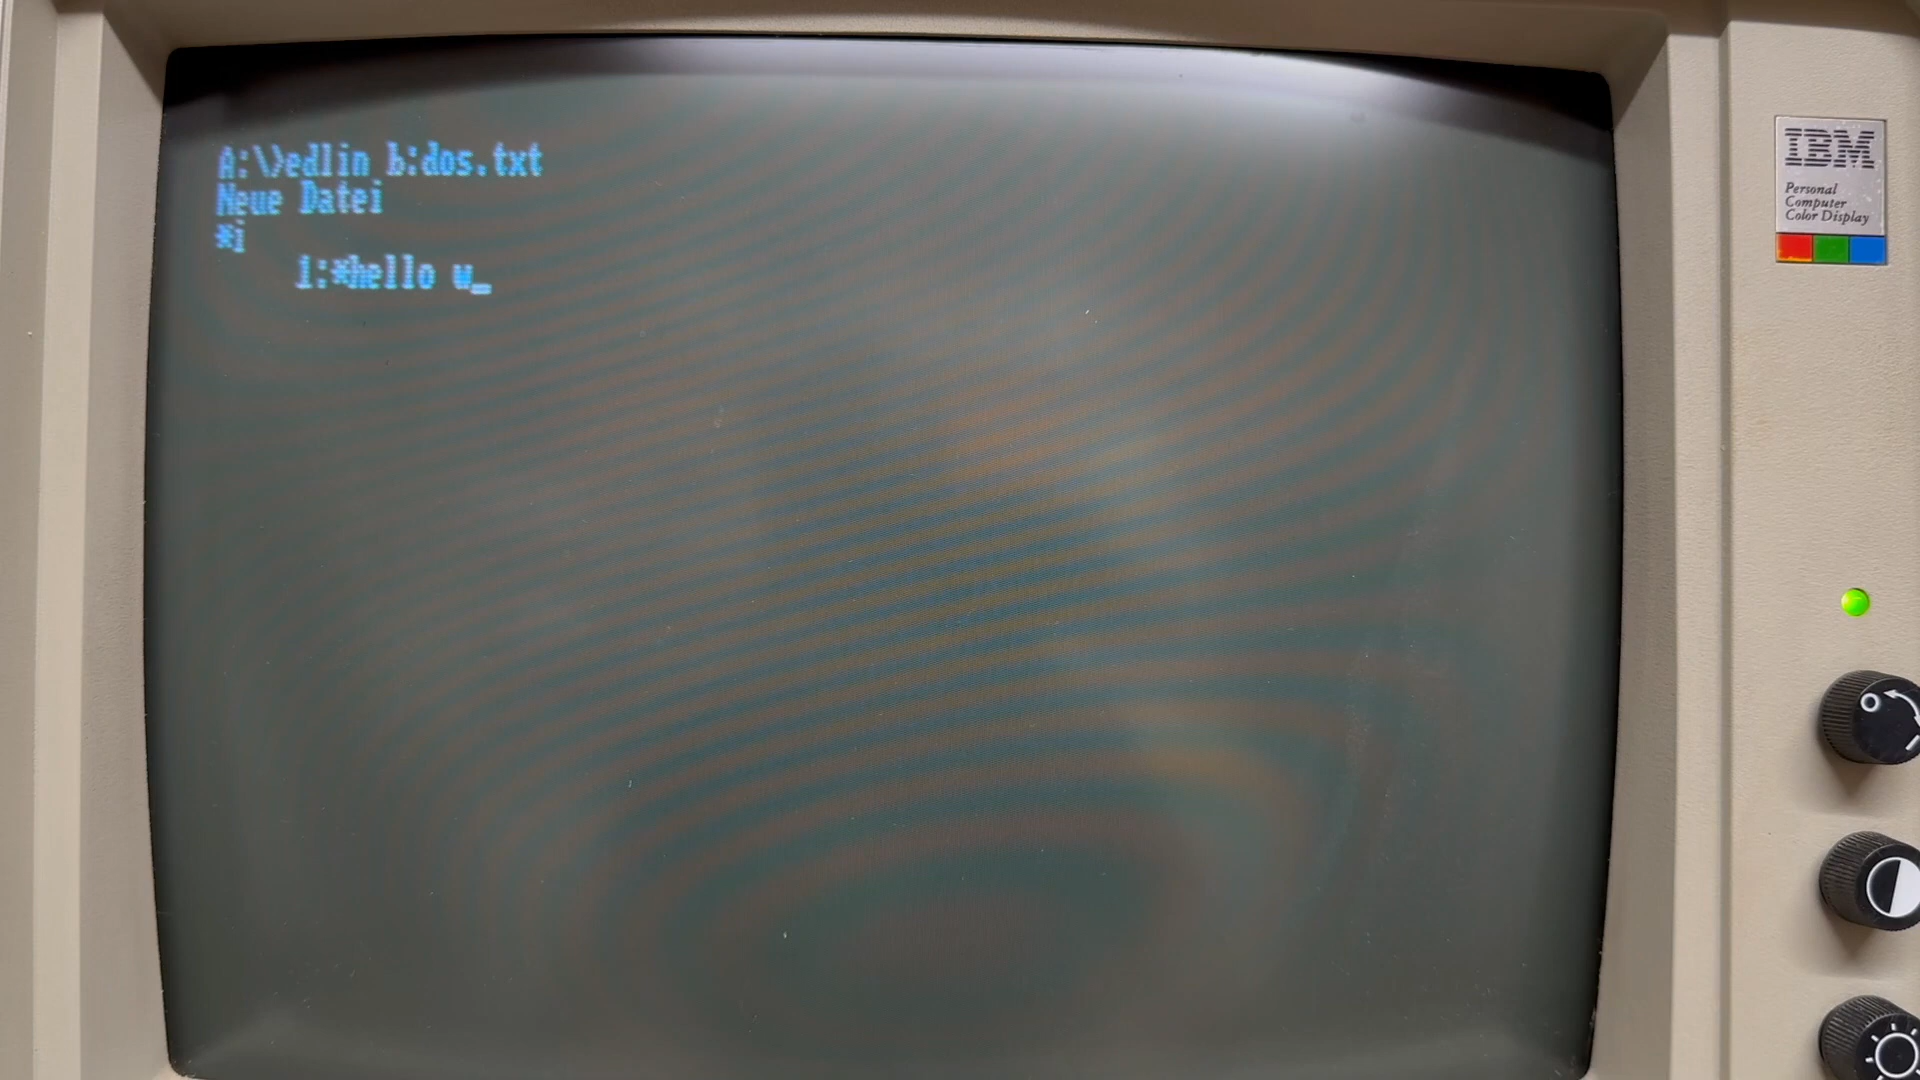 A:\>edlin b:dos.txt
Neue Datei
*i
1:*hello w_
IBM
Personal
Computer
Color Display